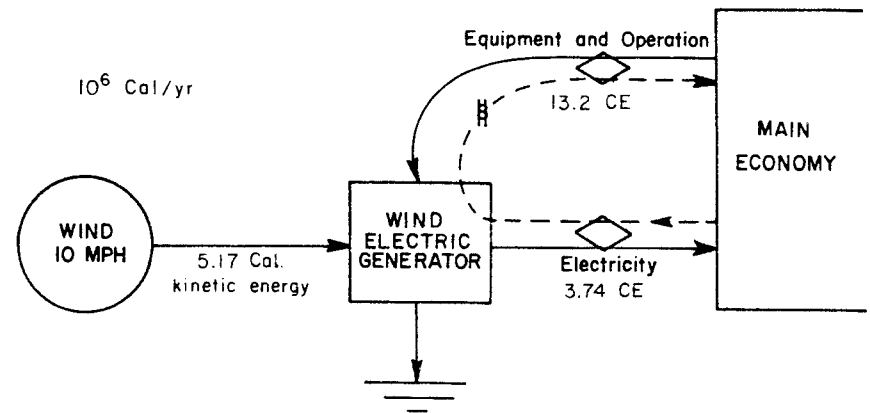 Equipment and Operation
10⁶ Cal/yr
13.2 CE
MAIN
ECONOMY
WIND
10 MPH
5.17 Cal.
kinetic energy
WIND
ELECTRIC
GENERATOR
Electricity
3.74 CE